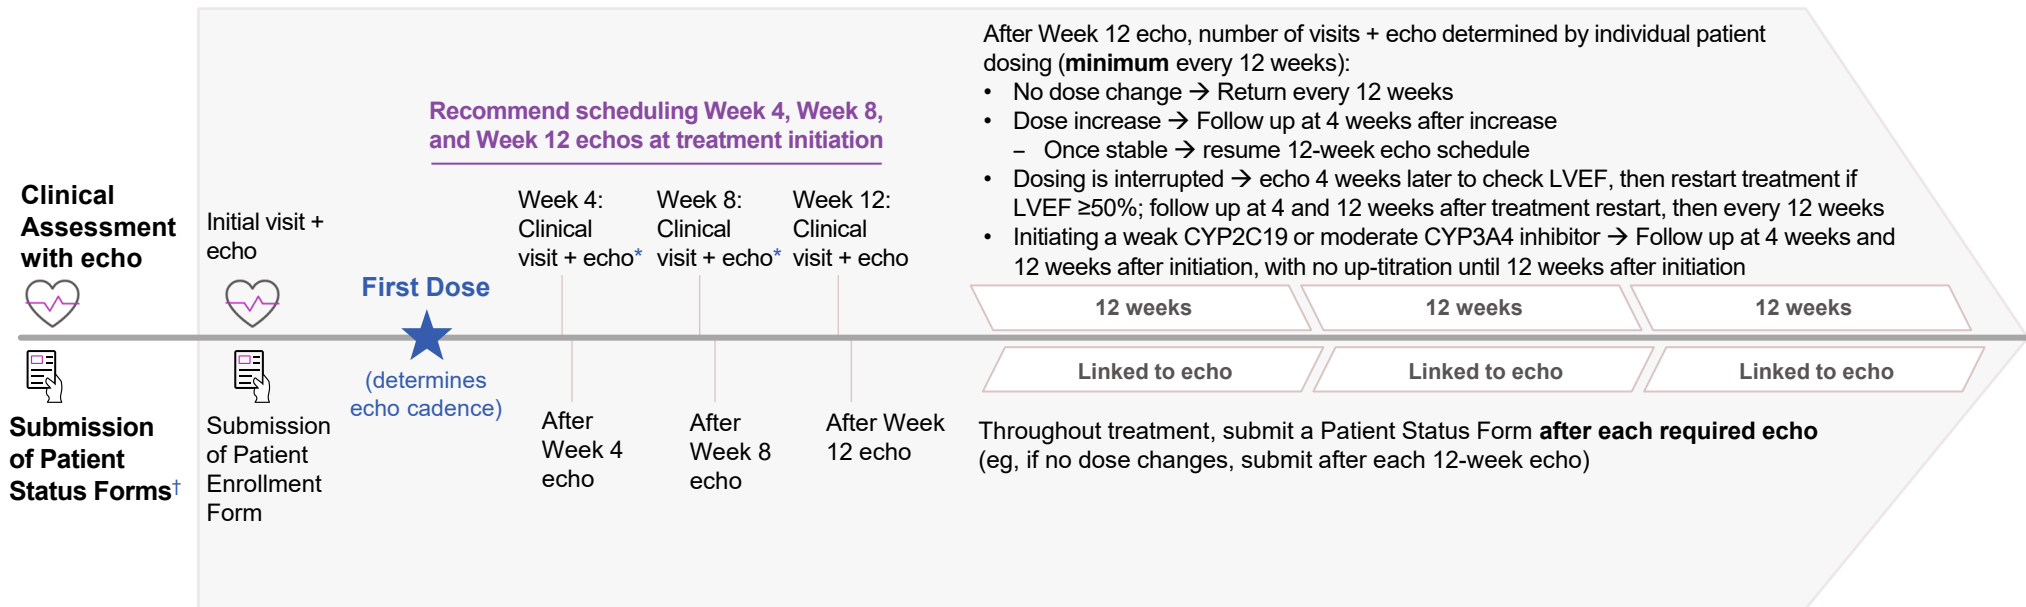 After Week 12 echo, number of visits + echo determined by individual patient
dosing (minimum every 12 weeks):
• No dose change → Return every 12 weeks
• Dose increase → Follow up at 4 weeks after increase
– Once stable → resume 12-week echo schedule
• Dosing is interrupted → echo 4 weeks later to check LVEF, then restart treatment if
LVEF ≥50%; follow up at 4 and 12 weeks after treatment restart, then every 12 weeks
• Initiating a weak CYP2C19 or moderate CYP3A4 inhibitor → Follow up at 4 weeks and
12 weeks after initiation, with no up-titration until 12 weeks after initiation
Recommend scheduling Week 4, Week 8,
and Week 12 echos at treatment initiation
Clinical
Assessment
with echo
Initial visit +
echo
First Dose
Week 4:
Clinical
visit + echo*
Week 8:
Clinical
visit + echo*
Week 12:
Clinical
visit + echo
12 weeks
12 weeks
12 weeks
Linked to echo
Linked to echo
Linked to echo
(determines
echo cadence)
Submission
of Patient
Status Forms†
Submission
of Patient
Enrollment
Form
After
Week 4
echo
After
Week 8
echo
After Week
12 echo
Throughout treatment, submit a Patient Status Form after each required echo
(eg, if no dose changes, submit after each 12-week echo)